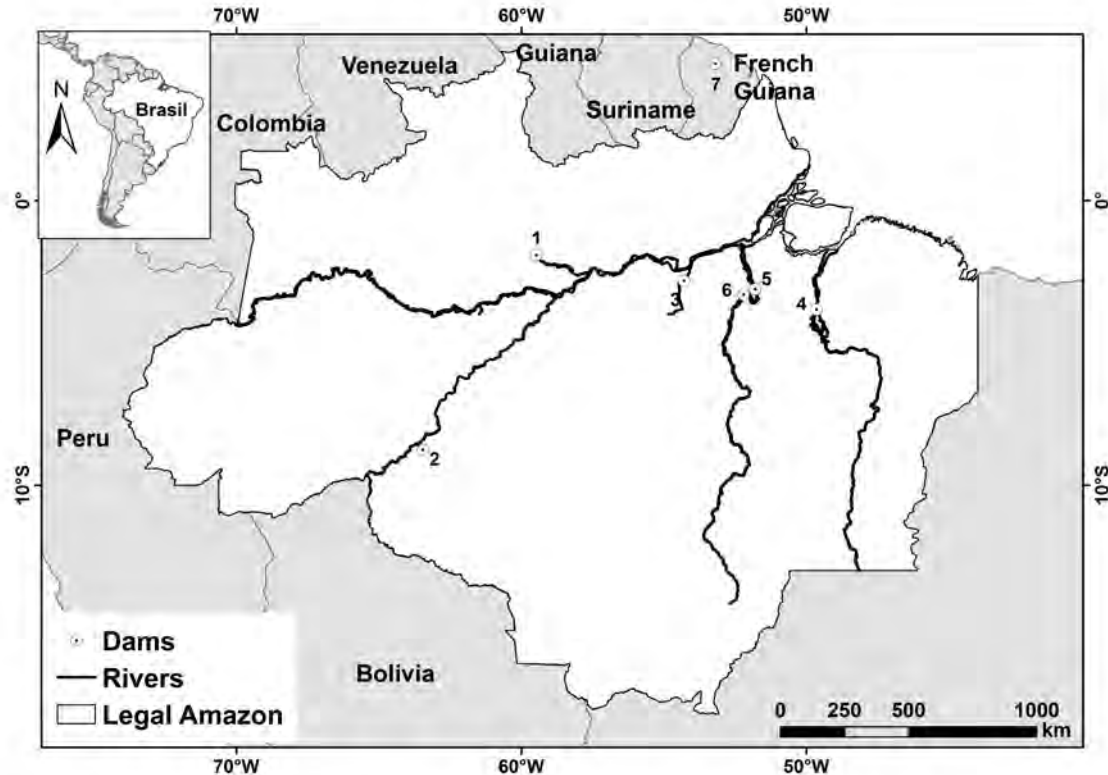 70°W 60°W 50°W
N
Brasil
Venezuela
Guiana
French
Guiana
7
Suriname
Colombia
0° 0°
1
5
6
3
4
Peru
2
10°S 10°S
Bolivia
Dams
Rivers
Legal Amazon
0 250 500 1000
km
70°W 60°W 50°W